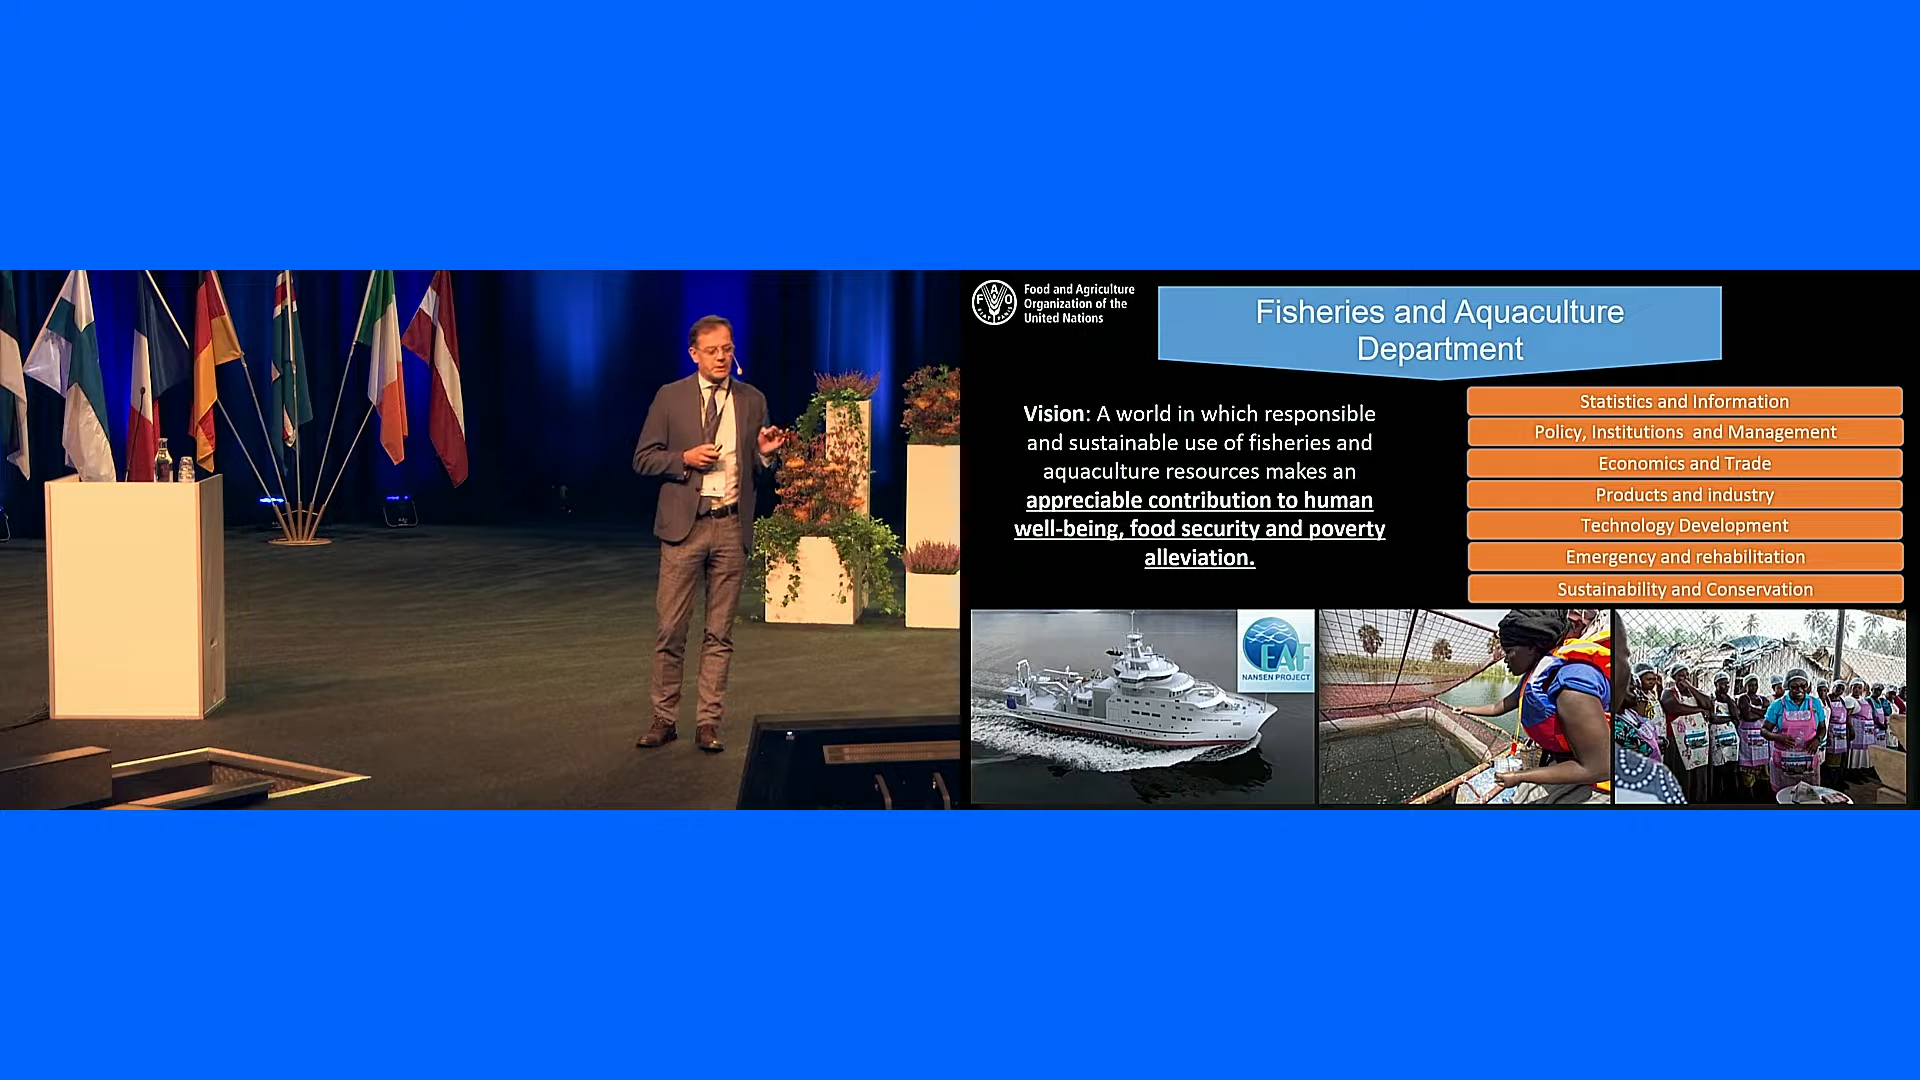 Food and Agriculture
Organization of the
United Nations
F A O
FIAT PANIS
Fisheries and Aquaculture
Department
Vision: A world in which responsible
and sustainable use of fisheries and
aquaculture resources makes an
appreciable contribution to human
well-being, food security and poverty
alleviation.
Statistics and Information
Policy, Institutions and Management
Economics and Trade
Products and industry
Technology Development
Emergency and rehabilitation
Sustainability and Conservation
EAF
NANSEN PROJECT